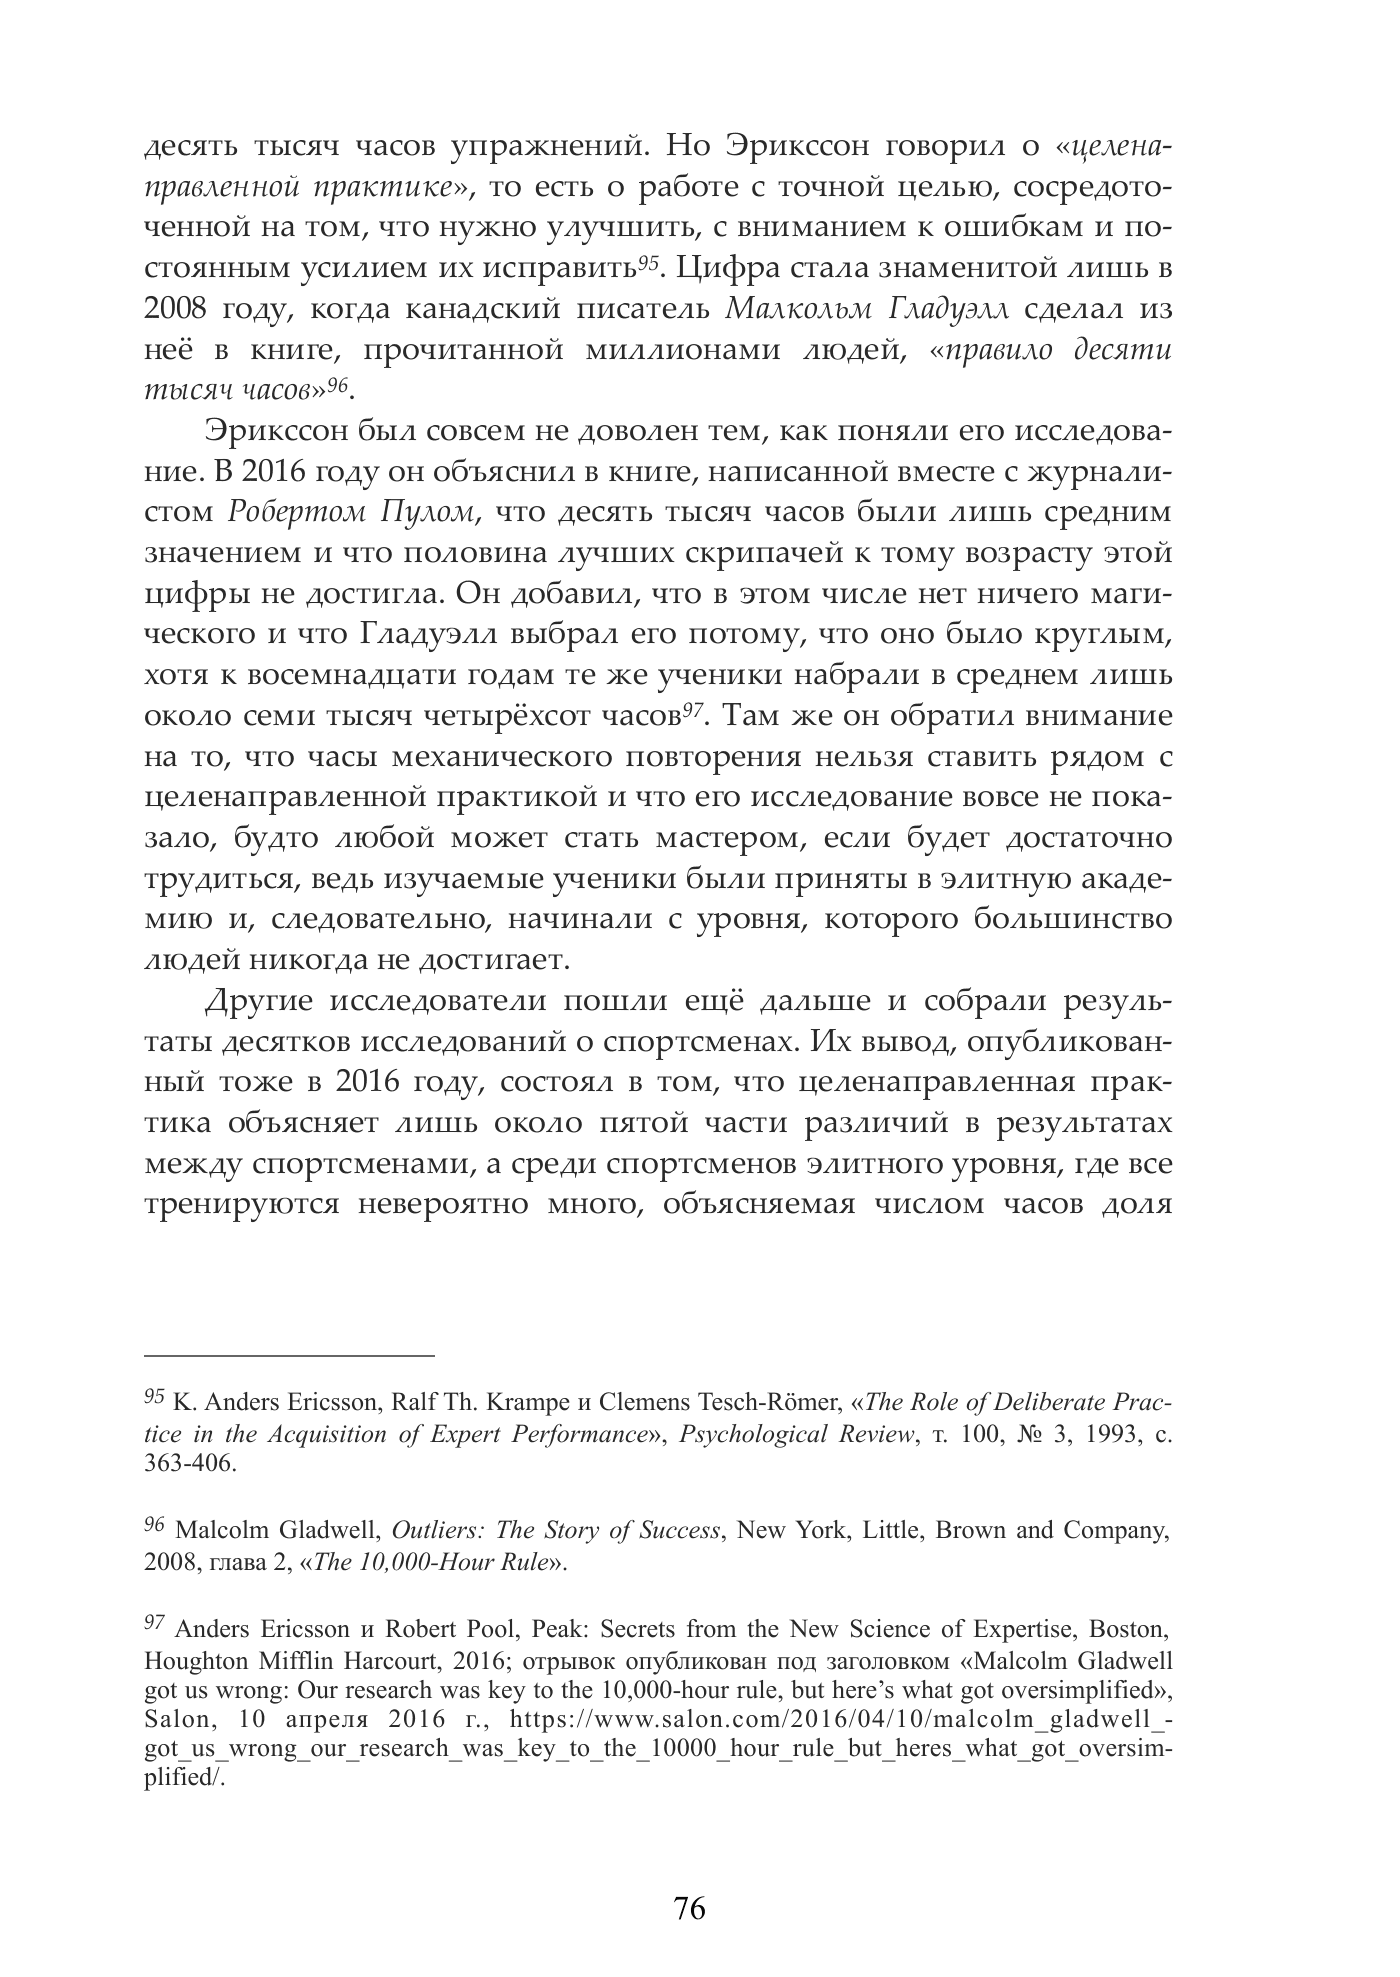 десять тысяч часов упражнений. Но Эрикссон говорил о «целена-
правленной практике», то есть о работе с точной целью, сосредото-
ченной на том, что нужно улучшить, с вниманием к ошибкам и по-
стоянным усилием их исправить95. Цифра стала знаменитой лишь в
2008 году, когда канадский писатель Малкольм Гладуэлл сделал из
неё в книге, прочитанной миллионами людей, «правило десяти
тысяч часов»96.
Эрикссон был совсем не доволен тем, как поняли его исследова-
ние. В 2016 году он объяснил в книге, написанной вместе с журнали-
стом Робертом Пулом, что десять тысяч часов были лишь средним
значением и что половина лучших скрипачей к тому возрасту этой
цифры не достигла. Он добавил, что в этом числе нет ничего маги-
ческого и что Гладуэлл выбрал его потому, что оно было круглым,
хотя к восемнадцати годам те же ученики набрали в среднем лишь
около семи тысяч четырёхсот часов97. Там же он обратил внимание
на то, что часы механического повторения нельзя ставить рядом с
целенаправленной практикой и что его исследование вовсе не пока-
зало, будто любой может стать мастером, если будет достаточно
трудиться, ведь изучаемые ученики были приняты в элитную акаде-
мию и, следовательно, начинали с уровня, которого большинство
людей никогда не достигает.
Другие исследователи пошли ещё дальше и собрали резуль-
таты десятков исследований о спортсменах. Их вывод, опубликован-
ный тоже в 2016 году, состоял в том, что целенаправленная прак-
тика объясняет лишь около пятой части различий в результатах
между спортсменами, а среди спортсменов элитного уровня, где все
тренируются невероятно много, объясняемая числом часов доля
95 K. Anders Ericsson, Ralf Th. Krampe и Clemens Tesch-Römer, «The Role of Deliberate Prac-
tice in the Acquisition of Expert Performance», Psychological Review, т. 100, № 3, 1993, с.
363-406.
96 Malcolm Gladwell, Outliers: The Story of Success, New York, Little, Brown and Company,
2008, глава 2, «The 10,000-Hour Rule».
97 Anders Ericsson и Robert Pool, Peak: Secrets from the New Science of Expertise, Boston,
Houghton Mifflin Harcourt, 2016; отрывок опубликован под заголовком «Malcolm Gladwell
got us wrong: Our research was key to the 10,000-hour rule, but here’s what got oversimplified»,
Salon, 10 апреля 2016 г., https://www.salon.com/2016/04/10/malcolm_gladwell_-
got_us_wrong_our_research_was_key_to_the_10000_hour_rule_but_heres_what_got_oversim-
plified/.
76